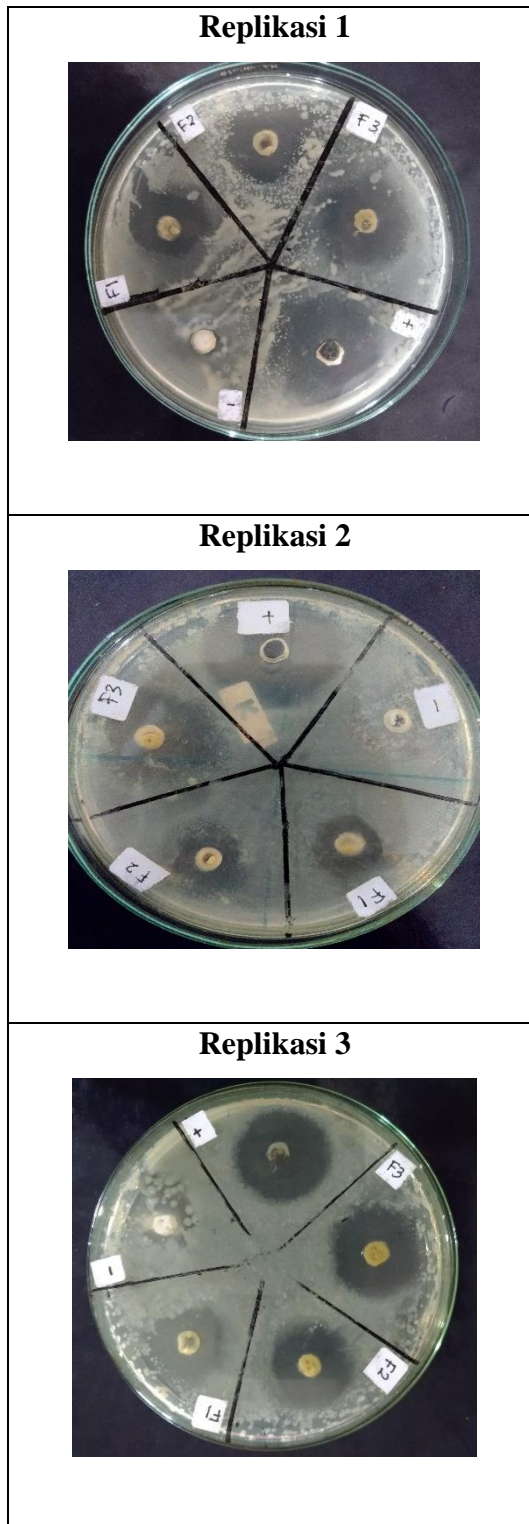 Replikasi 1
F2
F3
F1
+
-
Replikasi 2
+
F3
-
F2
F1
Replikasi 3
+
F3
-
F2
F1